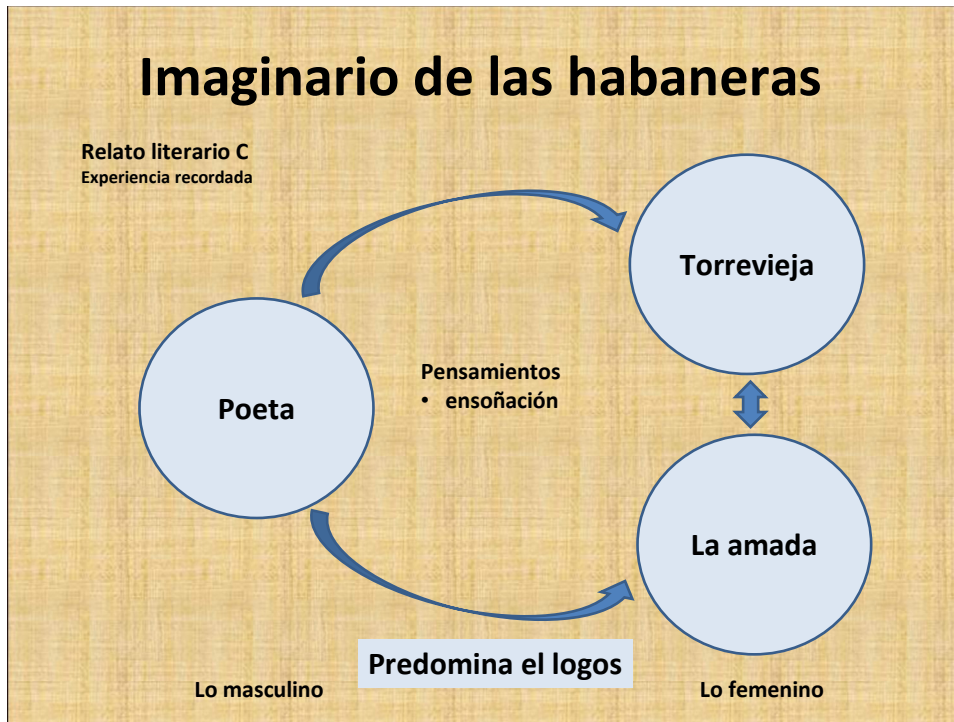 Imaginario de las habaneras
Relato literario C
Experiencia recordada
Torrevieja
Pensamientos
• ensoñación
Poeta
La amada
Predomina el logos
Lo masculino
Lo femenino